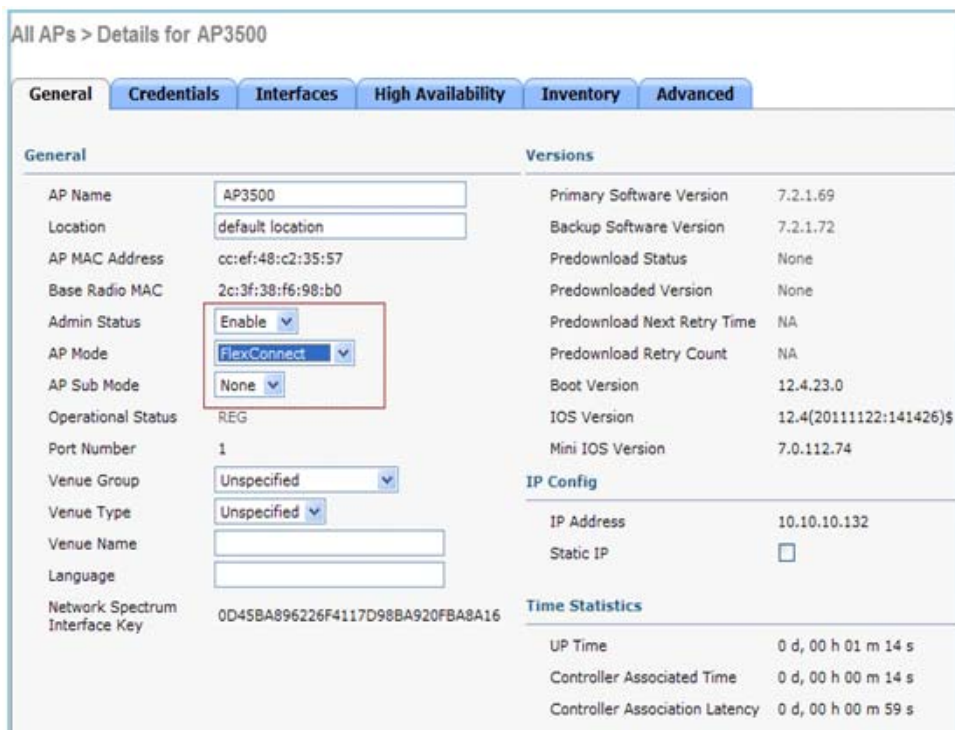 All APs > Details for AP3500
General
Credentials
Interfaces
High Availability
Inventory
Advanced
General
AP Name AP3500
Location default location
AP MAC Address cc:ef:48:c2:35:57
Base Radio MAC 2c:3f:38:f6:98:b0
Admin Status Enable
AP Mode FlexConnect
AP Sub Mode None
Operational Status REG
Port Number 1
Venue Group Unspecified
Venue Type Unspecified
Venue Name
Language
Network Spectrum
Interface Key 0D45BA896226F4117D98BA920FBA8A16
Versions
Primary Software Version 7.2.1.69
Backup Software Version 7.2.1.72
Predownload Status None
Predownloaded Version None
Predownload Next Retry Time NA
Predownload Retry Count NA
Boot Version 12.4.23.0
IOS Version 12.4(20111122:141426)$
Mini IOS Version 7.0.112.74
IP Config
IP Address 10.10.10.132
Static IP
Time Statistics
UP Time 0 d, 00 h 01 m 14 s
Controller Associated Time 0 d, 00 h 00 m 14 s
Controller Association Latency 0 d, 00 h 00 m 59 s